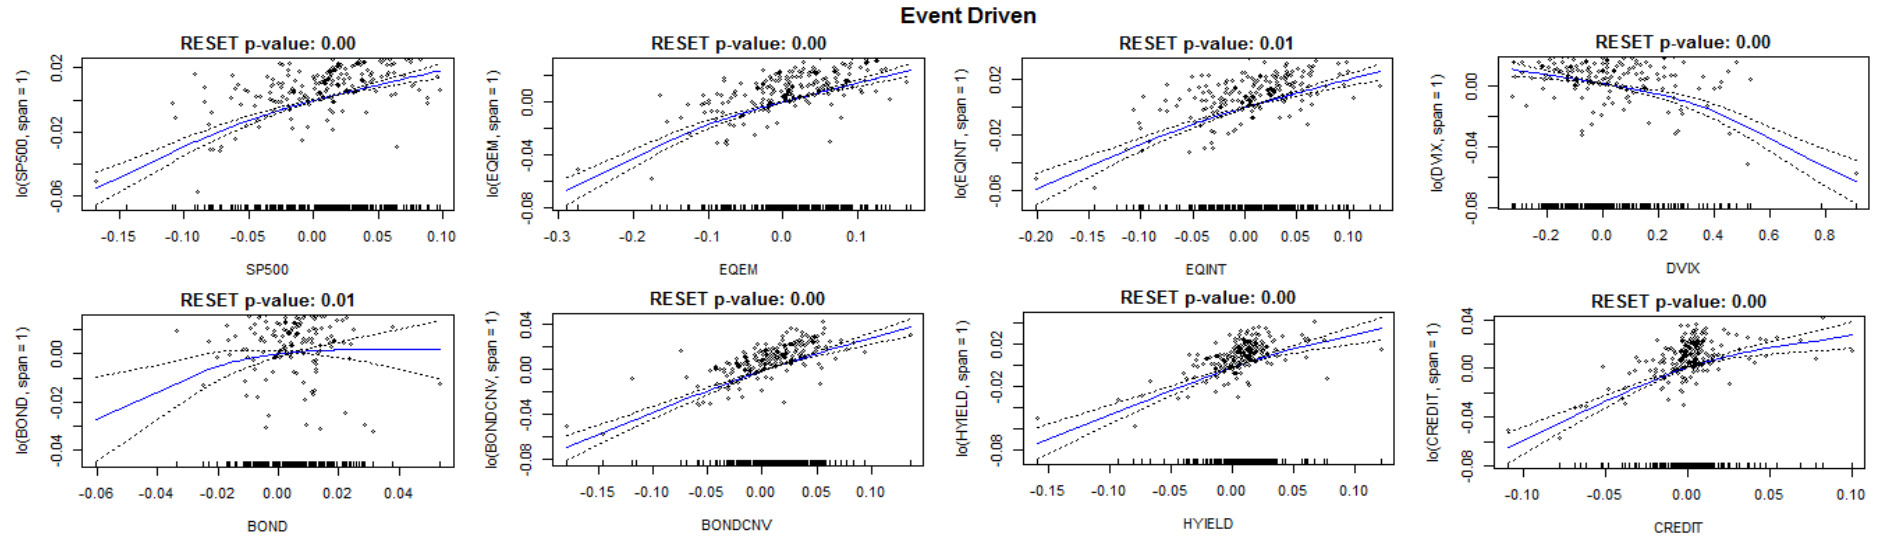 Event Driven
RESET p-value: 0.00
lo(SP500, span = 1)
0.02
-0.02
-0.06
-0.15 -0.10 -0.05 0.00 0.05 0.10
SP500
RESET p-value: 0.00
lo(EQEM, span = 1)
0.00
-0.04
-0.08
-0.3 -0.2 -0.1 0.0 0.1
EQEM
RESET p-value: 0.01
lo(EQINT, span = 1)
0.02
-0.02
-0.06
-0.20 -0.10 -0.05 0.00 0.05 0.10
EQINT
RESET p-value: 0.00
lo(DVIX, span = 1)
0.00
-0.04
-0.08
-0.2 0.0 0.2 0.4 0.6 0.8
DVIX
RESET p-value: 0.01
lo(BOND, span = 1)
0.00
-0.02
-0.04
-0.06 -0.04 -0.02 0.00 0.02 0.04
BOND
RESET p-value: 0.00
lo(BONDCNV, span = 1)
0.04
0.00
-0.04
-0.08
-0.15 -0.10 -0.05 0.00 0.05 0.10
BONDCNV
RESET p-value: 0.00
lo(HYIELD, span = 1)
0.02
-0.02
-0.08
-0.15 -0.10 -0.05 0.00 0.05 0.10
HYIELD
RESET p-value: 0.00
lo(CREDIT, span = 1)
0.04
0.00
-0.04
-0.08
-0.10 -0.05 0.00 0.05 0.10
CREDIT